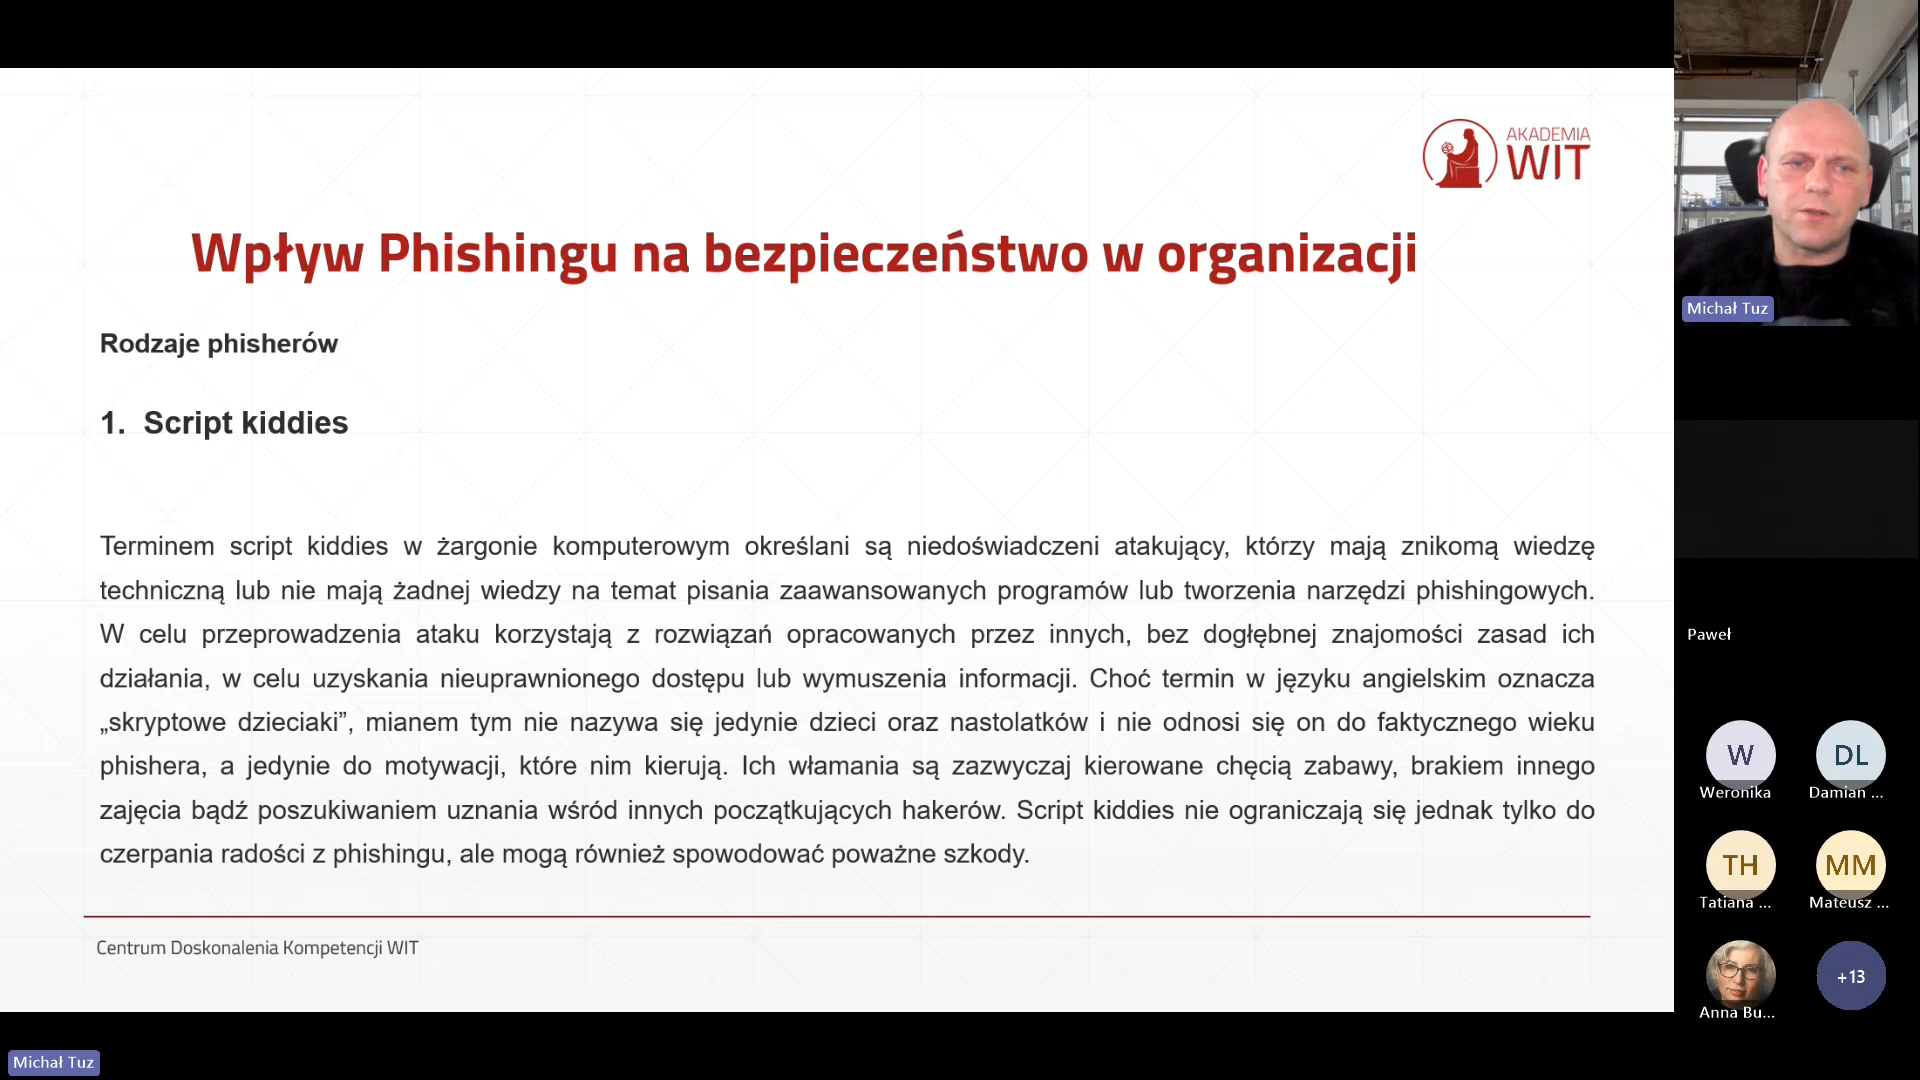 AKADEMIA
WIT
Wpływ Phishingu na bezpieczeństwo w organizacji
Rodzaje phisherów
1. Script kiddies
Terminem script kiddies w żargonie komputerowym określani są niedoświadczeni atakujący, którzy mają znikomą wiedzę
techniczną lub nie mają żadnej wiedzy na temat pisania zaawansowanych programów lub tworzenia narzędzi phishingowych.
W celu przeprowadzenia ataku korzystają z rozwiązań opracowanych przez innych, bez dogłębnej znajomości zasad ich
działania, w celu uzyskania nieuprawnionego dostępu lub wymuszenia informacji. Choć termin w języku angielskim oznacza
„skryptowe dzieciaki”, mianem tym nie nazywa się jedynie dzieci oraz nastolatków i nie odnosi się on do faktycznego wieku
phishera, a jedynie do motywacji, które nim kierują. Ich włamania są zazwyczaj kierowane chęcią zabawy, brakiem innego
zajęcia bądź poszukiwaniem uznania wśród innych początkujących hakerów. Script kiddies nie ograniczają się jednak tylko do
czerpania radości z phishingu, ale mogą również spowodować poważne szkody.
Centrum Doskonalenia Kompetencji WIT
Michał Tuz
Michał Tuz
Paweł
W
DL
Weronika
Damian ...
TH
MM
Tatiana ...
Mateusz ...
+13
Anna Bu...